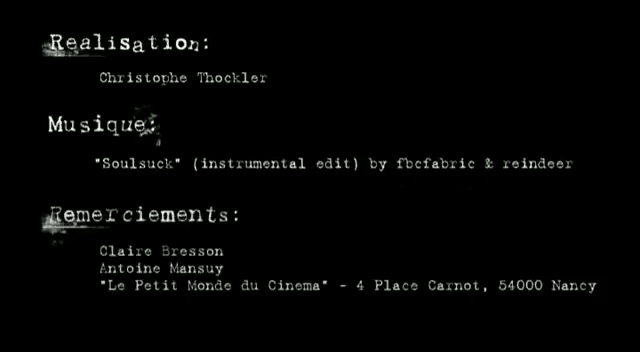 Realisation:
Christophe Thockler
Musique:
"Soulsuck" (instrumental edit) by fbcfabric & reindeer
Remerciements:
Claire Bresson
Antoine Mansuy
"Le Petit Monde du Cinema" - 4 Place Carnot, 54000 Nancy